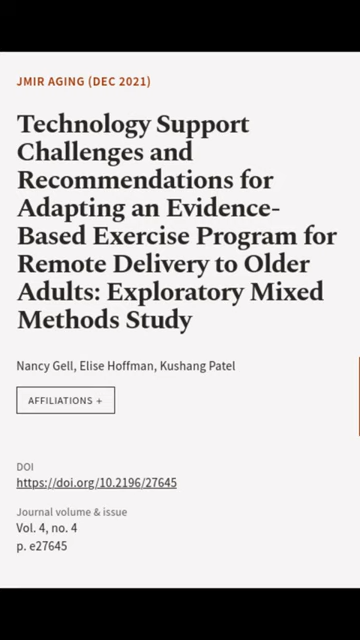 JMIR AGING (DEC 2021)
Technology Support
Challenges and
Recommendations for
Adapting an Evidence-
Based Exercise Program for
Remote Delivery to Older
Adults: Exploratory Mixed
Methods Study
Nancy Gell, Elise Hoffman, Kushang Patel
AFFILIATIONS +
DOI
https://doi.org/10.2196/27645
Journal volume & issue
Vol. 4, no. 4
p. e27645